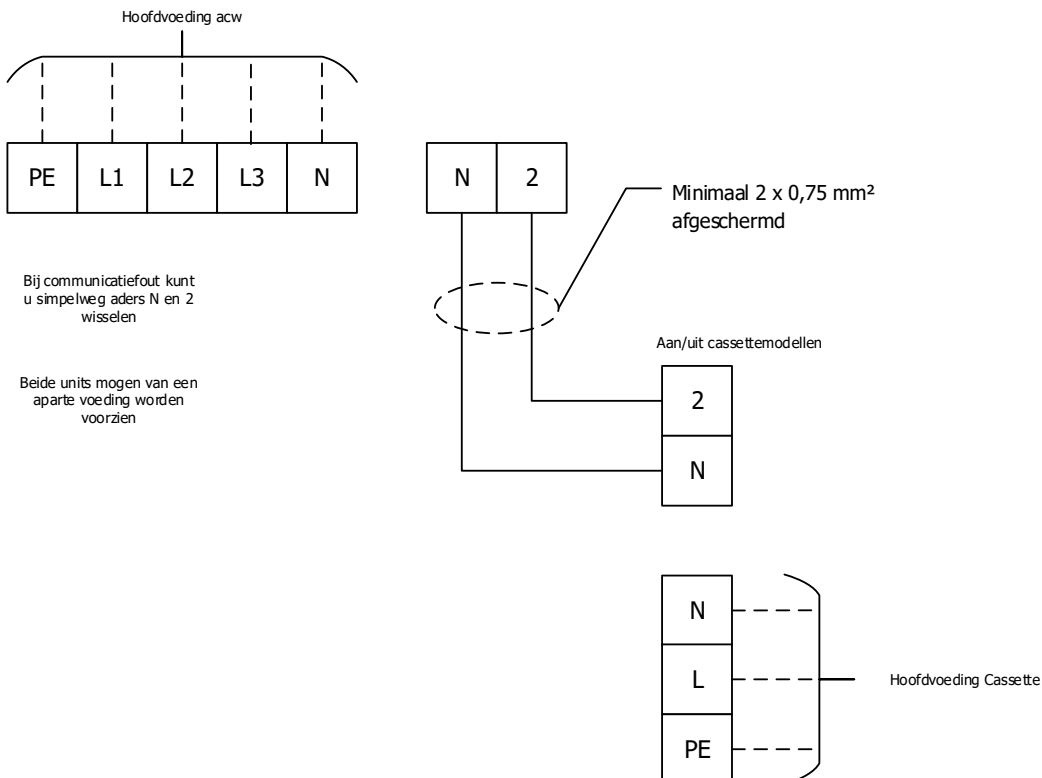 Hoofdvoeding acw
PE L1 L2 L3 N
N 2
Minimaal 2 x 0,75 mm²
afgeschermd
Bij communicatiefout kunt
u simpelweg aders N en 2
wisselen
Beide units mogen van een
aparte voeding worden
voorzien
Aan/uit cassettemodellen
2
N
N
L
PE
Hoofdvoeding Cassette